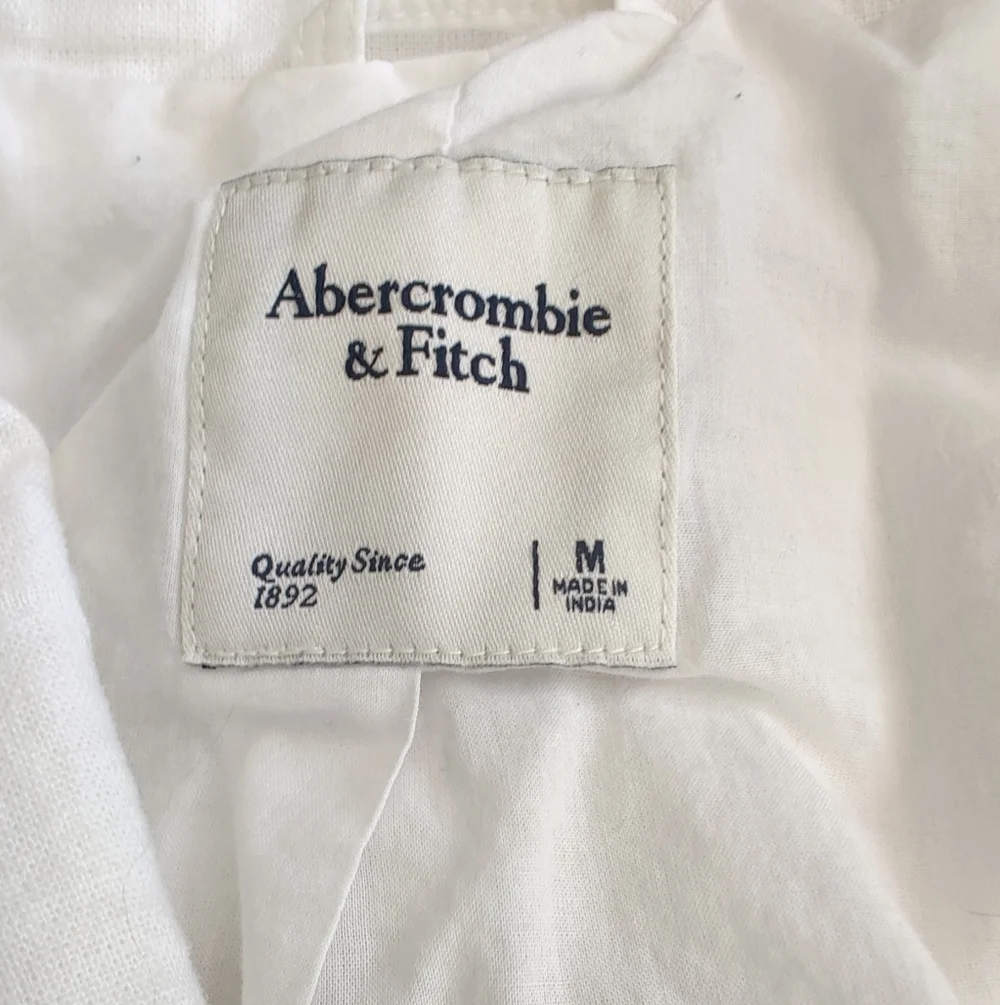 Abercrombie
& Fitch
Quality Since
1892
M
MADE IN
INDIA